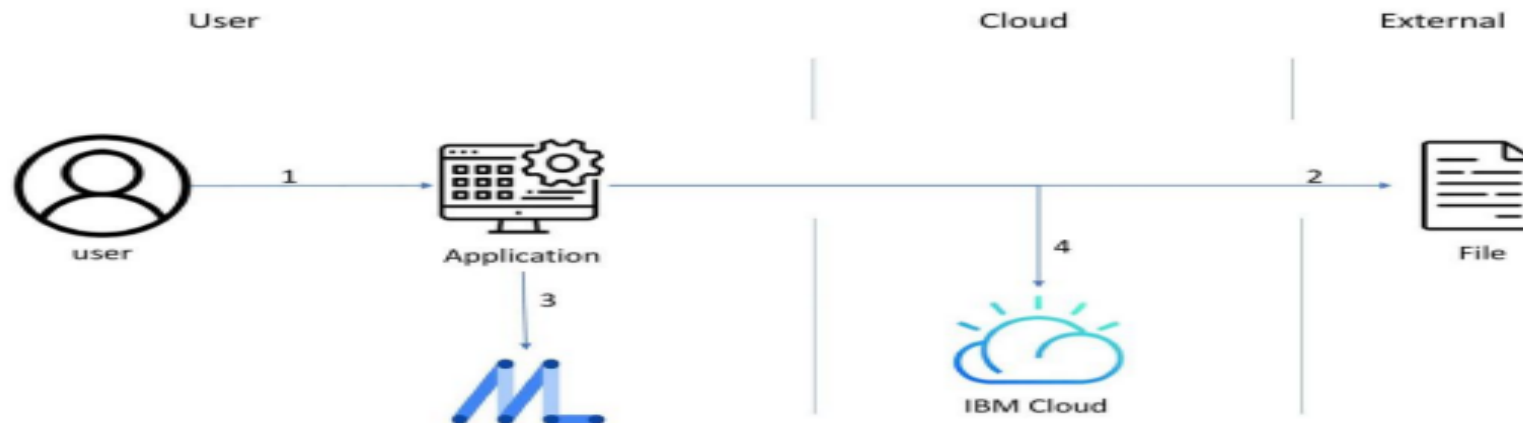 User
Cloud
External
1
2
user
Application
File
4
3
IBM Cloud